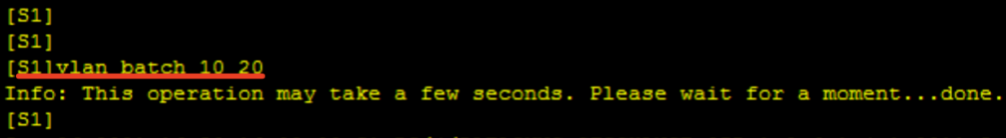 [S1]
[S1]
[S1]vlan batch 10 20
Info: This operation may take a few seconds. Please wait for a moment...done.
[S1]